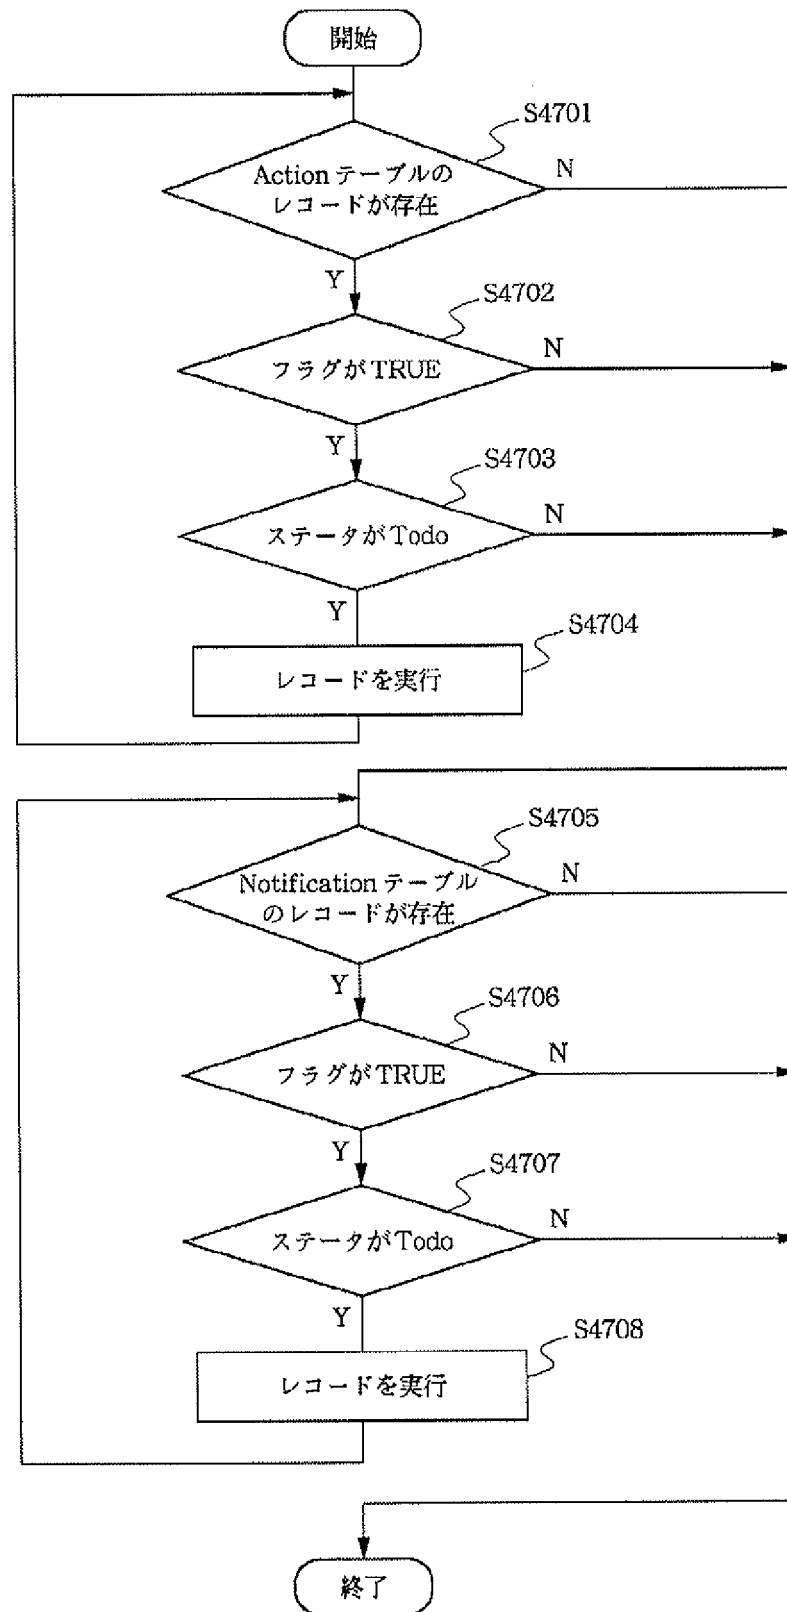 開始
S4701
Actionテーブルの
レコードが存在
N
Y
S4702
フラグがTRUE
N
Y
S4703
ステータがTodo
N
Y
S4704
レコードを実行
S4705
Notificationテーブル
のレコードが存在
N
Y
S4706
フラグがTRUE
N
Y
S4707
ステータがTodo
N
Y
S4708
レコードを実行
終了